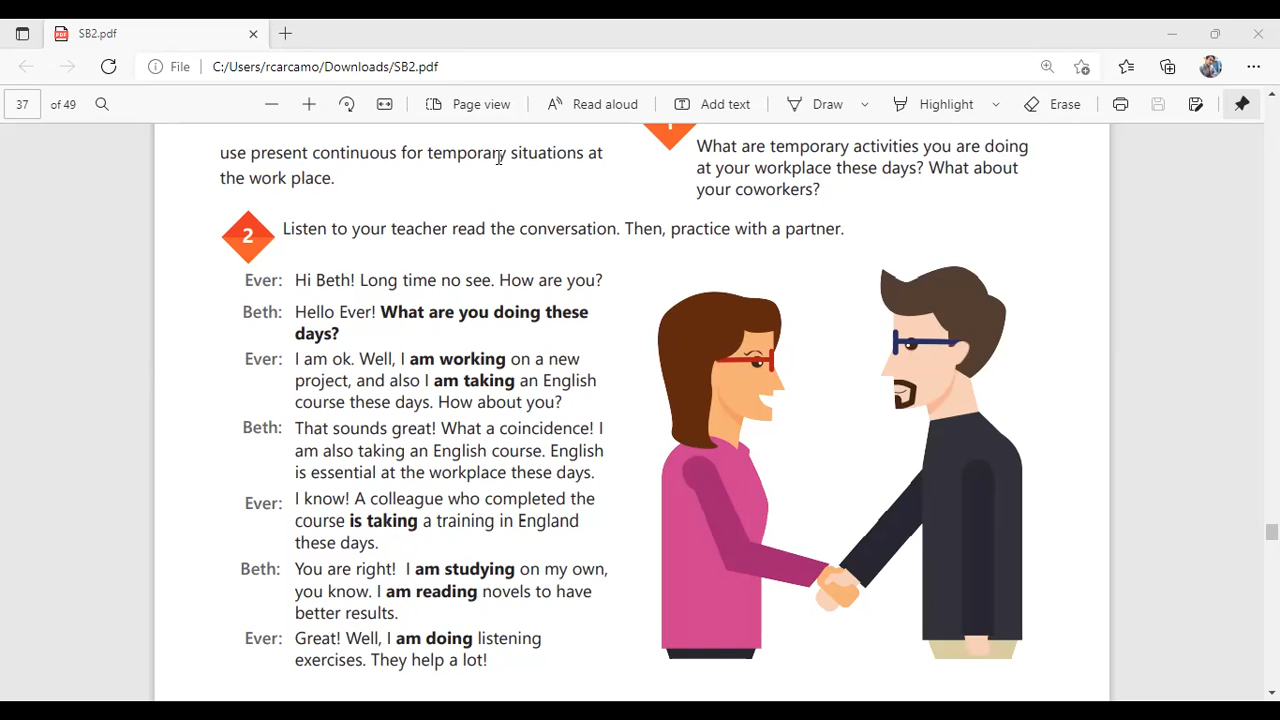 SB2.pdf
File C:/Users/rcarcamo/Downloads/SB2.pdf
37 of 49 Page view Read aloud Add text Draw Highlight Erase
use present continuous for temporary situations at
the work place.
What are temporary activities you are doing
at your workplace these days? What about
your coworkers?
2 Listen to your teacher read the conversation. Then, practice with a partner.
Ever: Hi Beth! Long time no see. How are you?
Beth: Hello Ever! What are you doing these
days?
Ever: I am ok. Well, I am working on a new
project, and also I am taking an English
course these days. How about you?
Beth: That sounds great! What a coincidence! I
am also taking an English course. English
is essential at the workplace these days.
Ever: I know! A colleague who completed the
course is taking a training in England
these days.
Beth: You are right! I am studying on my own,
you know. I am reading novels to have
better results.
Ever: Great! Well, I am doing listening
exercises. They help a lot!